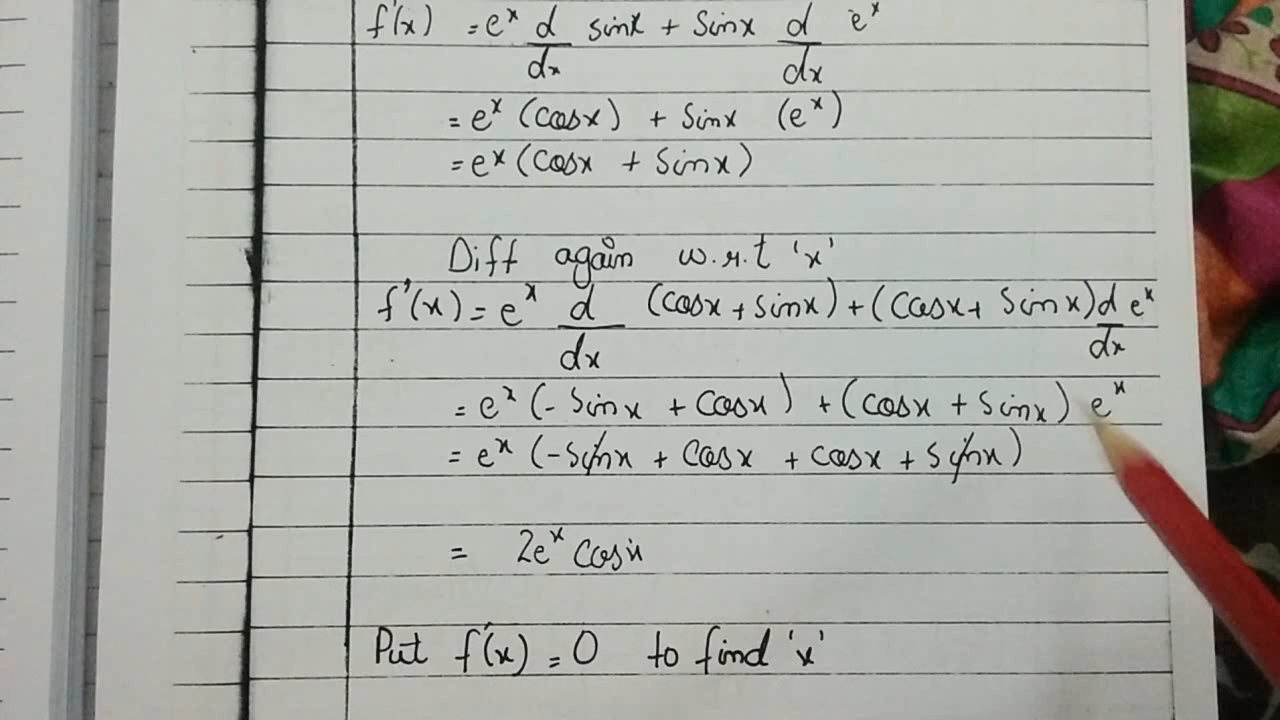 f'(x) = e^x d/dx sinx + Sinx d/dx e^x
= e^x (Cosx) + Sinx (e^x)
= e^x (Cosx + Sinx)
Diff again w.r.t 'x'
f'(x) = e^x d/dx (Cosx + Sinx) + (Cosx + Sinx) d/dx e^x
= e^x (- Sinx + Cosx) + (Cosx + Sinx) e^x
= e^x (- Sinx + Cosx + Cosx + Sinx)
= 2e^x Cosx
Put f'(x) = 0 to find 'x'